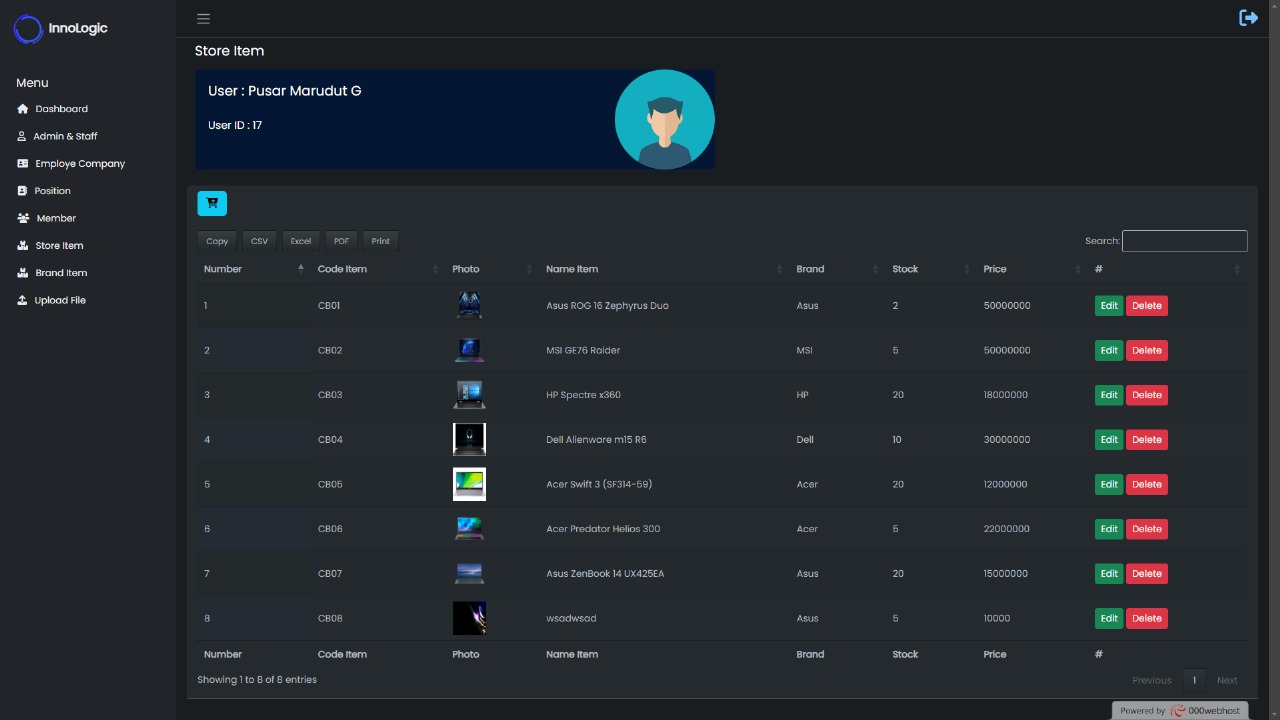 InnoLogic
Menu
Dashboard
Admin & Staff
Employe Company
Position
Member
Store Item
Brand Item
Upload File
Store Item
User : Pusar Marudut G
User ID : 17
Copy CSV Excel PDF Print Search:
Number Code Item Photo Name Item Brand Stock Price #
1 CB01 Asus ROG 16 Zephyrus Duo Asus 2 50000000 Edit Delete
2 CB02 MSI GE76 Raider MSI 5 50000000 Edit Delete
3 CB03 HP Spectre x360 HP 20 18000000 Edit Delete
4 CB04 Dell Alienware m15 R6 Dell 10 30000000 Edit Delete
5 CB05 Acer Swift 3 (SF314-59) Acer 20 12000000 Edit Delete
6 CB06 Acer Predator Helios 300 Acer 5 22000000 Edit Delete
7 CB07 Asus ZenBook 14 UX425EA Asus 20 15000000 Edit Delete
8 CB08 wsadwsad Asus 5 10000 Edit Delete
Number Code Item Photo Name Item Brand Stock Price #
Showing 1 to 8 of 8 entries Previous 1 Next
Powered by 000webhost